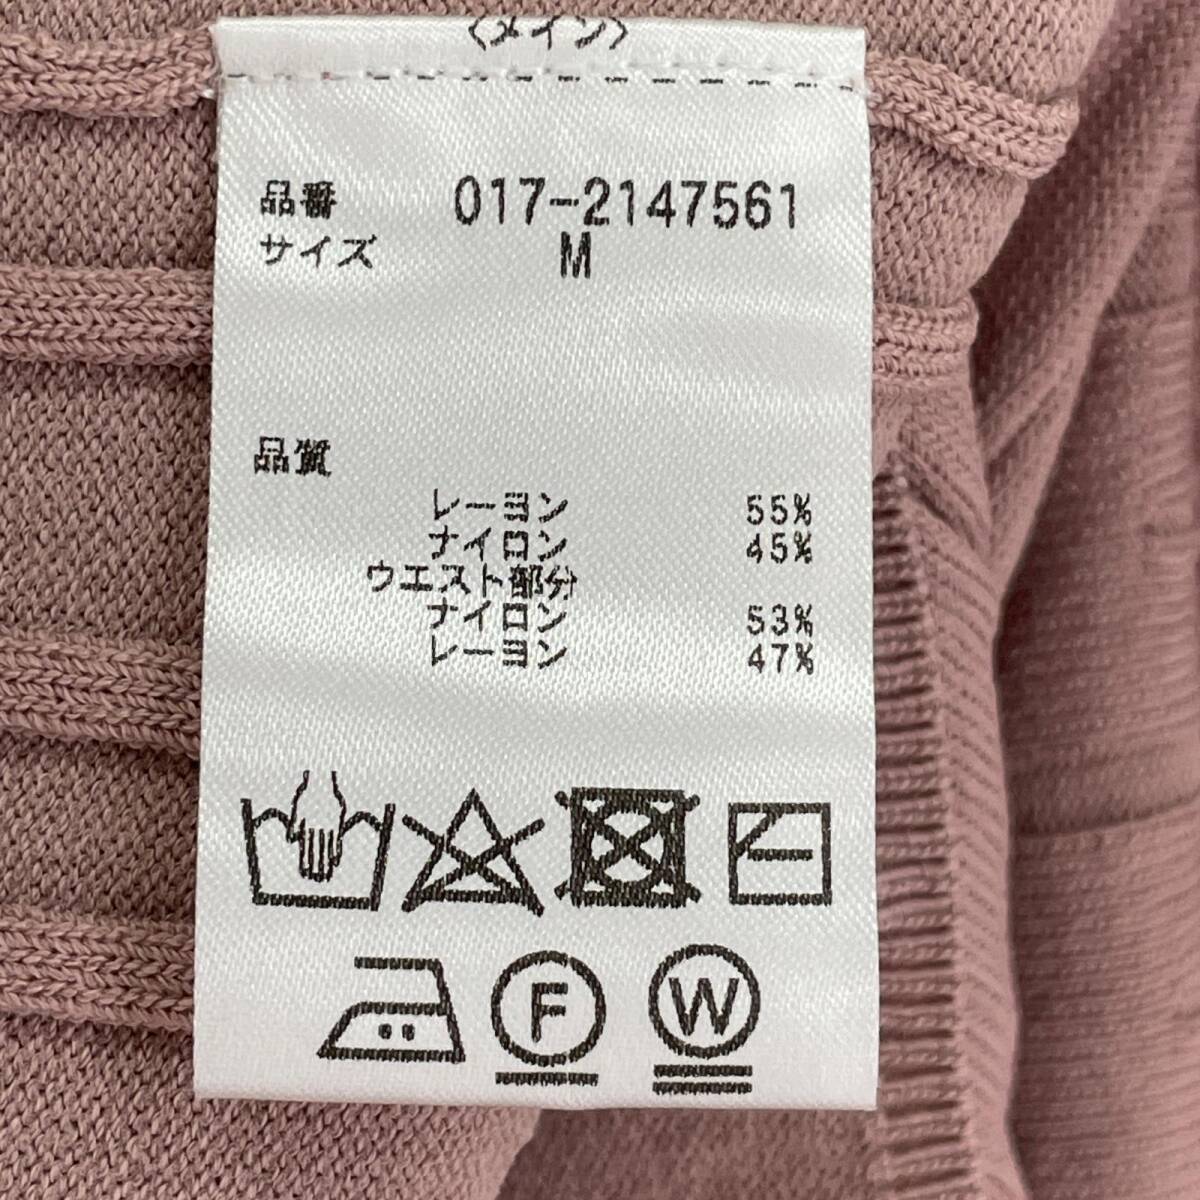 〈メイン〉
品番 017-2147561
サイズ M
品質
レーヨン 55%
ナイロン 45%
ウエスト部分
ナイロン 53%
レーヨン 47%
F W